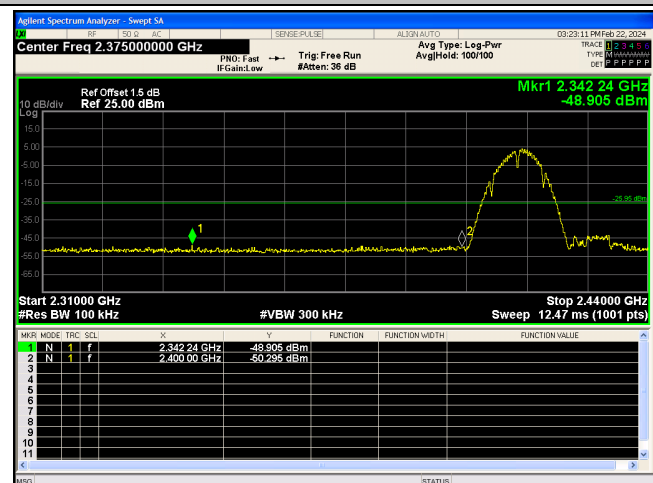 Agilent Spectrum Analyzer - Swept SA
LXI RF 50 Ω AC SENSE:PULSE ALIGN AUTO 03:23:11 PM Feb 22, 2024
Center Freq 2.375000000 GHz
PNO: Fast
IFGain:Low
Trig: Free Run
#Atten: 36 dB
Avg Type: Log-Pwr
Avg|Hold: 100/100
TRACE 1 2 3 4 5 6
TYPE M
DET P P P P P P
Mkr1 2.342 24 GHz
-48.905 dBm
Ref Offset 1.5 dB
10 dB/div Ref 25.00 dBm
Log
15.0
5.00
-5.00
-15.0
-25.0
-35.0
-45.0
-55.0
-65.0
1
2
Start 2.31000 GHz Stop 2.44000 GHz
#Res BW 100 kHz #VBW 300 kHz Sweep 12.47 ms (1001 pts)
MKR MODE TRC SCL X Y FUNCTION FUNCTION WIDTH FUNCTION VALUE
1 N 1 f 2.342 24 GHz -48.905 dBm
2 N 1 f 2.400 00 GHz -50.295 dBm
3
4
5
6
7
8
9
10
11
MSG STATUS